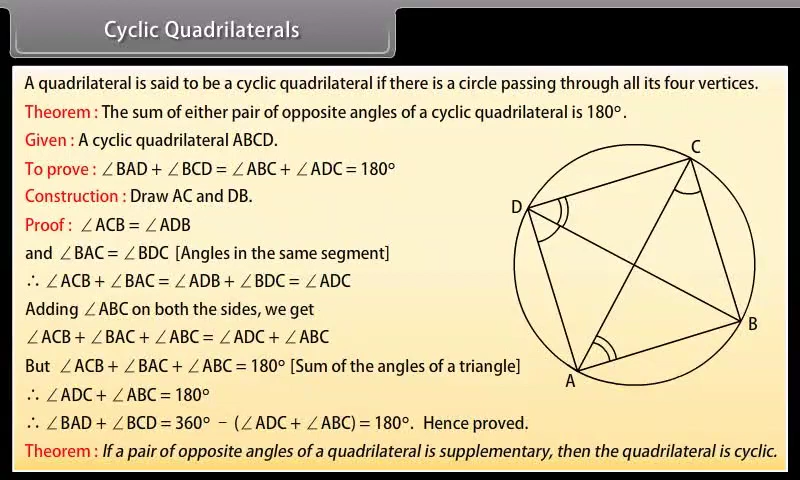 Cyclic Quadrilaterals
A quadrilateral is said to be a cyclic quadrilateral if there is a circle passing through all its four vertices.
Theorem : The sum of either pair of opposite angles of a cyclic quadrilateral is 180°.
Given : A cyclic quadrilateral ABCD.
To prove : ∠BAD + ∠BCD = ∠ABC + ∠ADC = 180°
Construction : Draw AC and DB.
Proof : ∠ACB = ∠ADB
and ∠BAC = ∠BDC [Angles in the same segment]
∴ ∠ACB + ∠BAC = ∠ADB + ∠BDC = ∠ADC
Adding ∠ABC on both the sides, we get
∠ACB + ∠BAC + ∠ABC = ∠ADC + ∠ABC
But ∠ACB + ∠BAC + ∠ABC = 180° [Sum of the angles of a triangle]
∴ ∠ADC + ∠ABC = 180°
∴ ∠BAD + ∠BCD = 360° − (∠ADC + ∠ABC) = 180°. Hence proved.
Theorem : If a pair of opposite angles of a quadrilateral is supplementary, then the quadrilateral is cyclic.
C
D
B
A